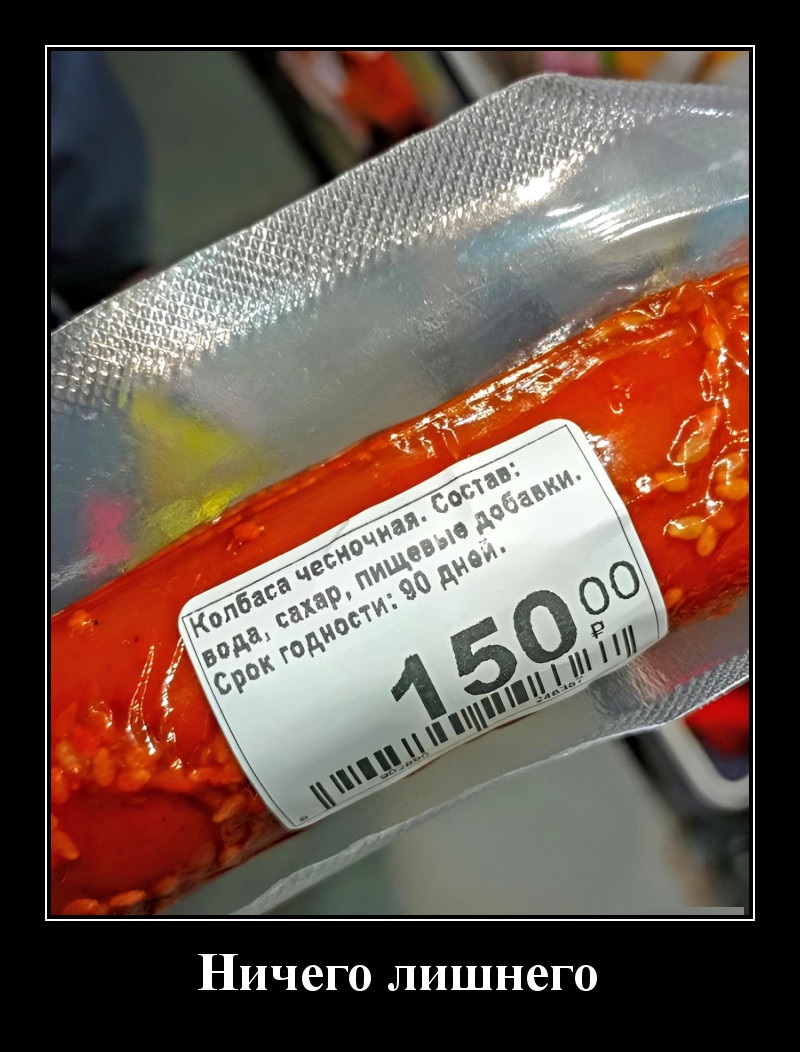 Колбаса чесночная. Состав:
вода, сахар, пищевые добавки.
Срок годности: 90 дней.
150 00
₽
Ничего лишнего